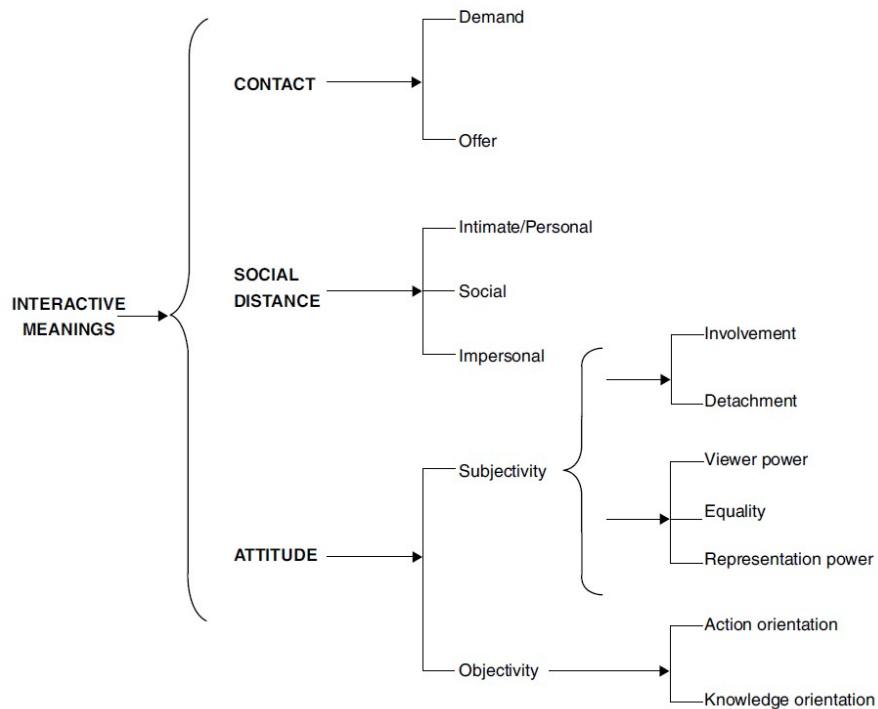 INTERACTIVE
MEANINGS
CONTACT
Demand
Offer
SOCIAL
DISTANCE
Intimate/Personal
Social
Impersonal
ATTITUDE
Subjectivity
Involvement
Detachment
Viewer power
Equality
Representation power
Objectivity
Action orientation
Knowledge orientation